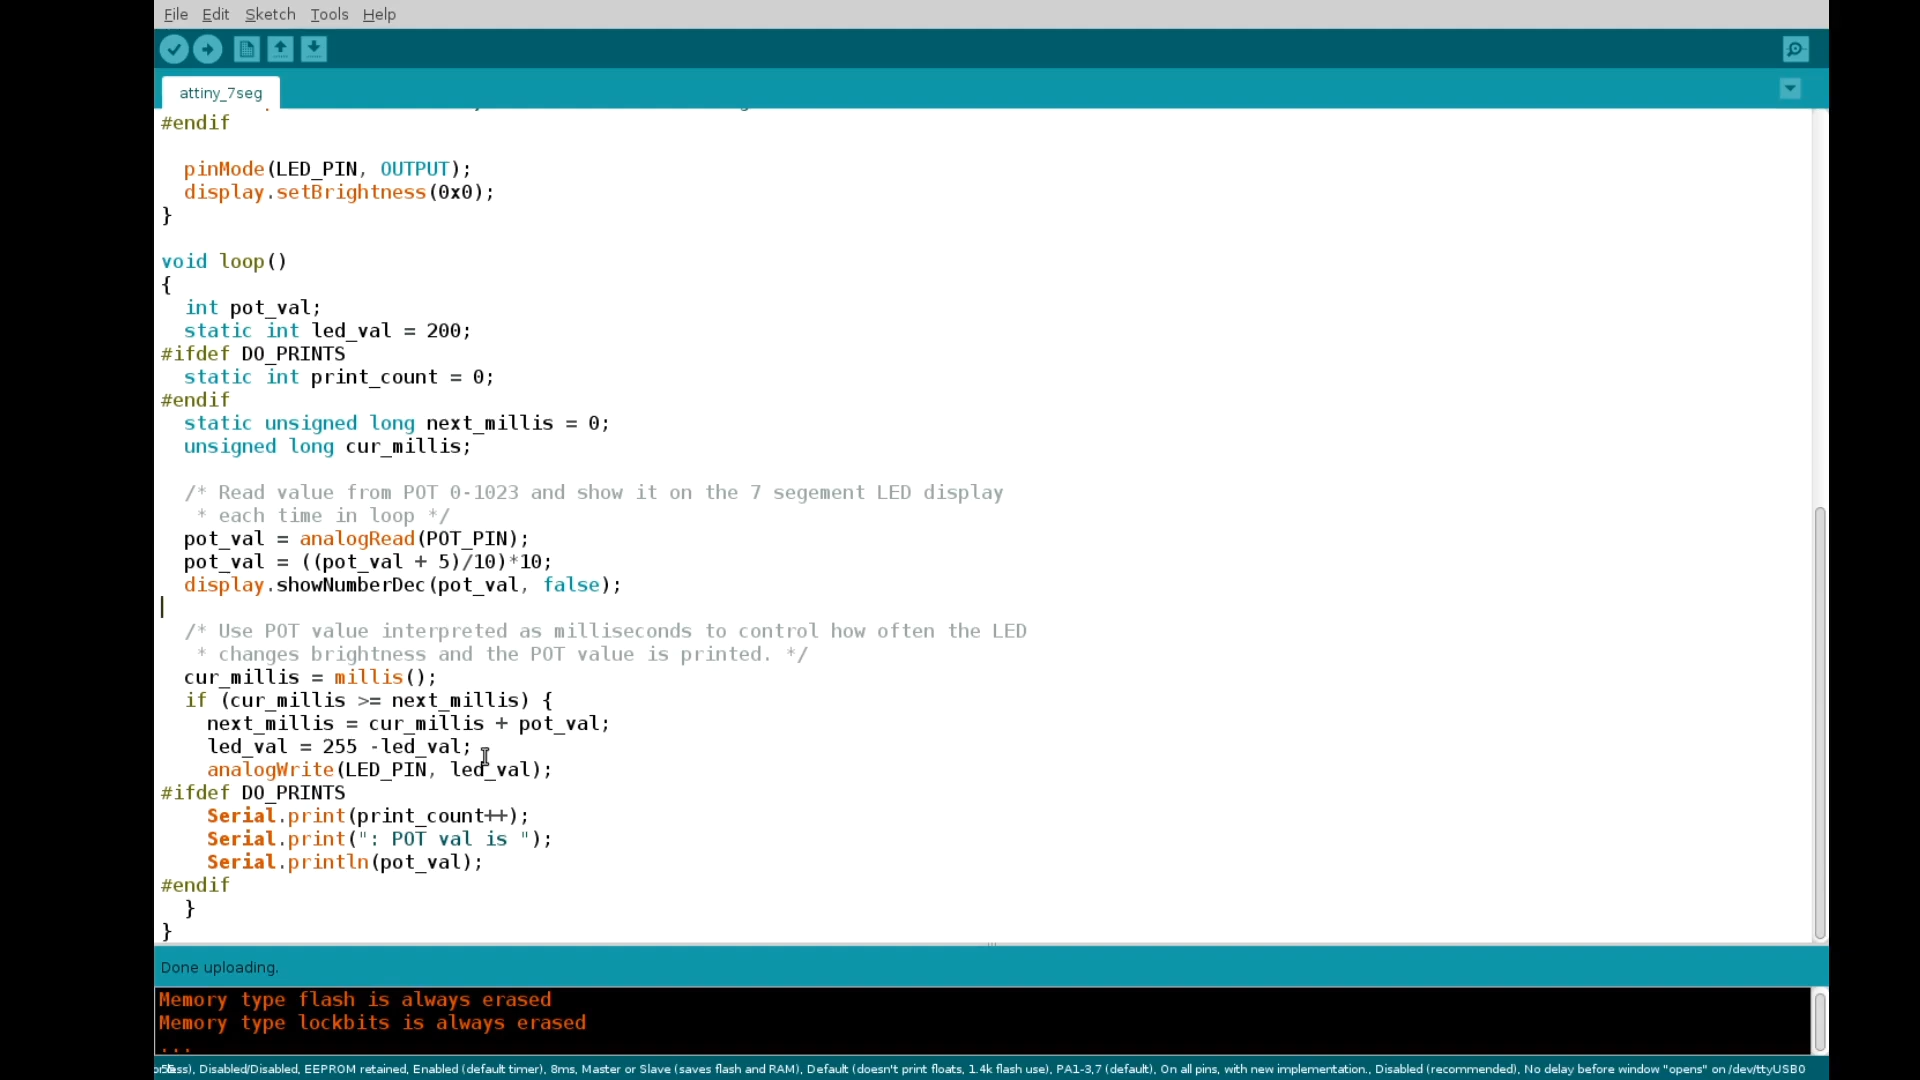 File Edit Sketch Tools Help
attiny_7seg
#endif
  pinMode(LED_PIN, OUTPUT);
  display.setBrightness(0x0);
}
void loop()
{
  int pot_val;
  static int led_val = 200;
#ifdef DO_PRINTS
  static int print_count = 0;
#endif
  static unsigned long next_millis = 0;
  unsigned long cur_millis;
  /* Read value from POT 0-1023 and show it on the 7 segement LED display
   * each time in loop */
  pot_val = analogRead(POT_PIN);
  pot_val = ((pot_val + 5)/10)*10;
  display.showNumberDec(pot_val, false);
  /* Use POT value interpreted as milliseconds to control how often the LED
   * changes brightness and the POT value is printed. */
  cur_millis = millis();
  if (cur_millis >= next_millis) {
    next_millis = cur_millis + pot_val;
    led_val = 255 -led_val;
    analogWrite(LED_PIN, led_val);
#ifdef DO_PRINTS
    Serial.print(print_count++);
    Serial.print(": POT val is ");
    Serial.println(pot_val);
#endif
  }
}
Done uploading.
Memory type flash is always erased
Memory type lockbits is always erased
...
Disabled/Disabled, EEPROM retained, Enabled (default timer), 8ms, Master or Slave (saves flash and RAM), Default (doesn't print floats, 1.4k flash use), PA1-3,7 (default), On all pins, with new implementation., Disabled (recommended), No delay before window "opens" on /dev/ttyUSB0